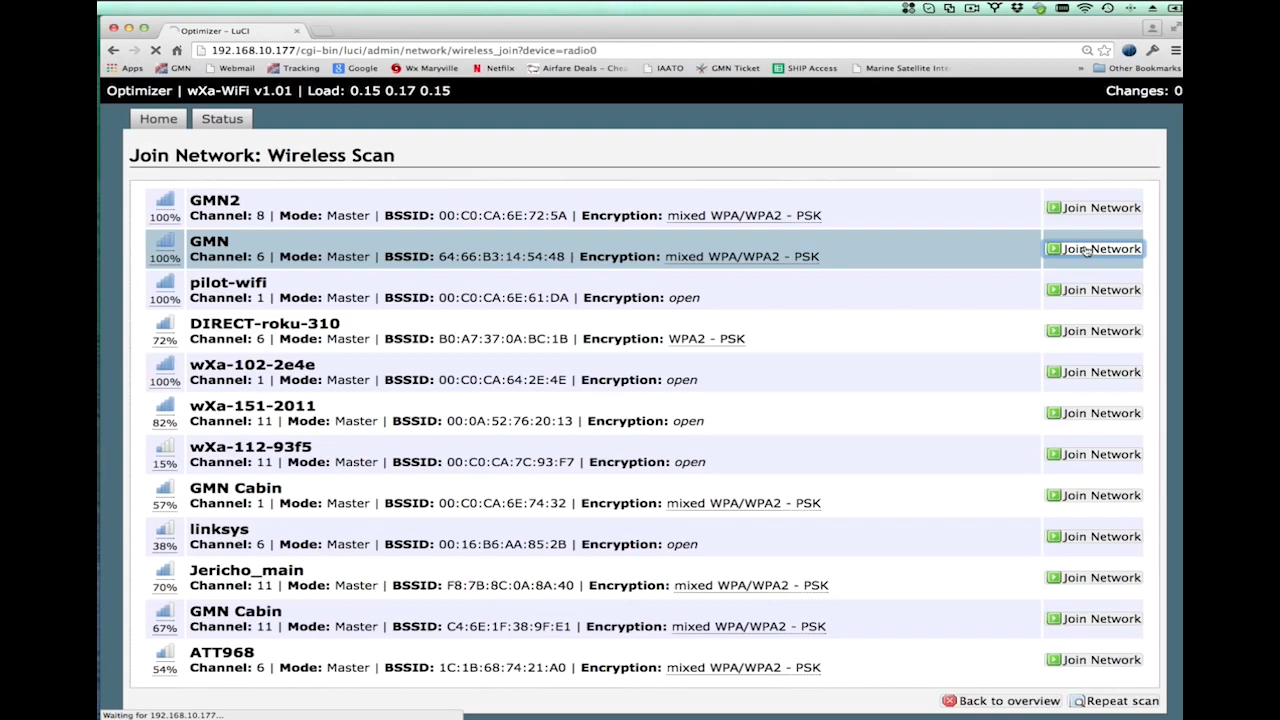 Optimizer - LuCI
192.168.10.177/cgi-bin/luci/admin/network/wireless_join?device=radio0
Apps GMN Webmail Tracking Google Wx Maryville Netflix Airfare Deals – Chea IAATO GMN Ticket SHIP Access Marine Satellite Inte » Other Bookmarks
Optimizer | wXa-WiFi v1.01 | Load: 0.15 0.17 0.15 Changes: 0
Home Status
Join Network: Wireless Scan
GMN2
100% Channel: 8 | Mode: Master | BSSID: 00:C0:CA:6E:72:5A | Encryption: mixed WPA/WPA2 - PSK Join Network
GMN
100% Channel: 6 | Mode: Master | BSSID: 64:66:B3:14:54:48 | Encryption: mixed WPA/WPA2 - PSK Join Network
pilot-wifi
100% Channel: 1 | Mode: Master | BSSID: 00:C0:CA:6E:61:DA | Encryption: open Join Network
DIRECT-roku-310
72% Channel: 6 | Mode: Master | BSSID: B0:A7:37:0A:BC:1B | Encryption: WPA2 - PSK Join Network
wXa-102-2e4e
100% Channel: 1 | Mode: Master | BSSID: 00:C0:CA:64:2E:4E | Encryption: open Join Network
wXa-151-2011
82% Channel: 11 | Mode: Master | BSSID: 00:0A:52:76:20:13 | Encryption: open Join Network
wXa-112-93f5
15% Channel: 11 | Mode: Master | BSSID: 00:C0:CA:7C:93:F7 | Encryption: open Join Network
GMN Cabin
57% Channel: 1 | Mode: Master | BSSID: 00:C0:CA:6E:74:32 | Encryption: mixed WPA/WPA2 - PSK Join Network
linksys
38% Channel: 6 | Mode: Master | BSSID: 00:16:B6:AA:85:2B | Encryption: open Join Network
Jericho_main
70% Channel: 11 | Mode: Master | BSSID: F8:7B:8C:0A:8A:40 | Encryption: mixed WPA/WPA2 - PSK Join Network
GMN Cabin
67% Channel: 11 | Mode: Master | BSSID: C4:6E:1F:38:9F:E1 | Encryption: mixed WPA/WPA2 - PSK Join Network
ATT968
54% Channel: 6 | Mode: Master | BSSID: 1C:1B:68:74:21:A0 | Encryption: mixed WPA/WPA2 - PSK Join Network
Back to overview Repeat scan
Waiting for 192.168.10.177...